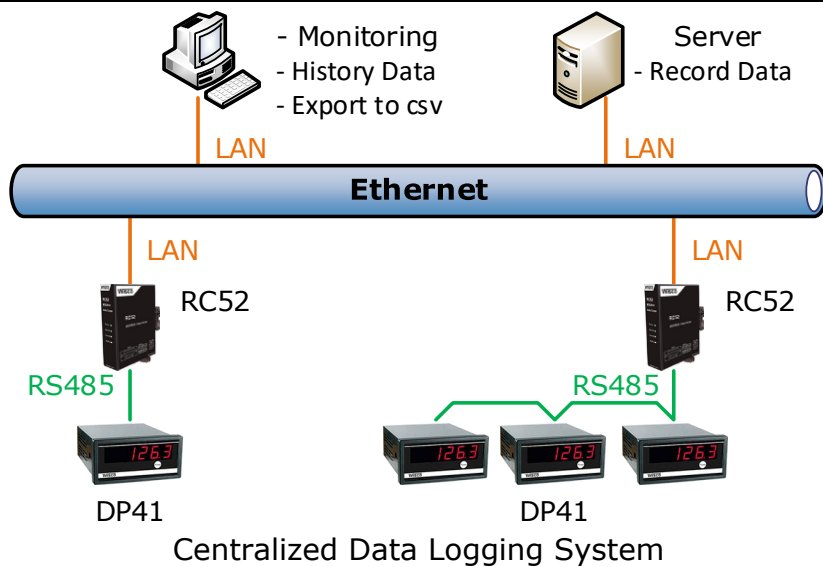 - Monitoring
- History Data
- Export to csv
Server
- Record Data
LAN
LAN
Ethernet
LAN
LAN
RC52
RC52
RS485
RS485
126.3
126.3
126.3
126.3
DP41
DP41
Centralized Data Logging System